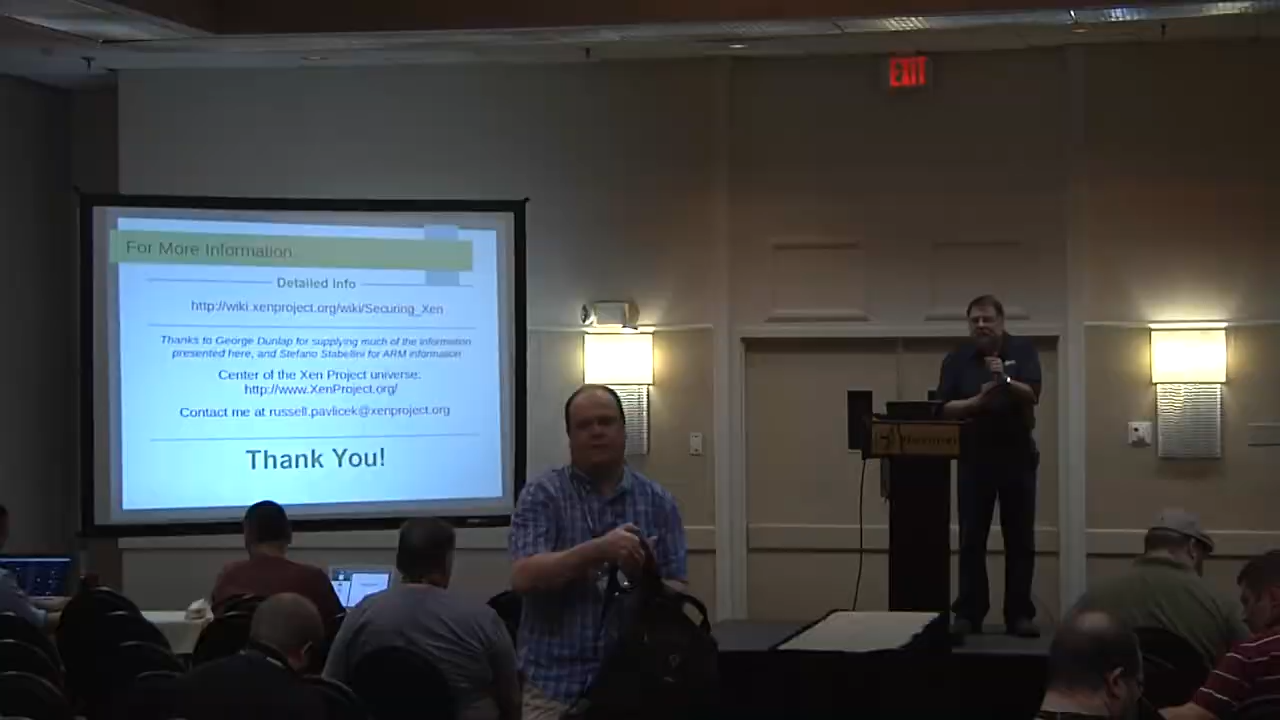 EXIT
For More Information
Detailed Info
http://wiki.xenproject.org/wiki/Securing_Xen
Thanks to George Dunlap for supplying much of the information
presented here, and Stefano Stabellini for ARM information
Center of the Xen Project universe:
http://www.XenProject.org/
Contact me at russell.pavlicek@xenproject.org
Thank You!